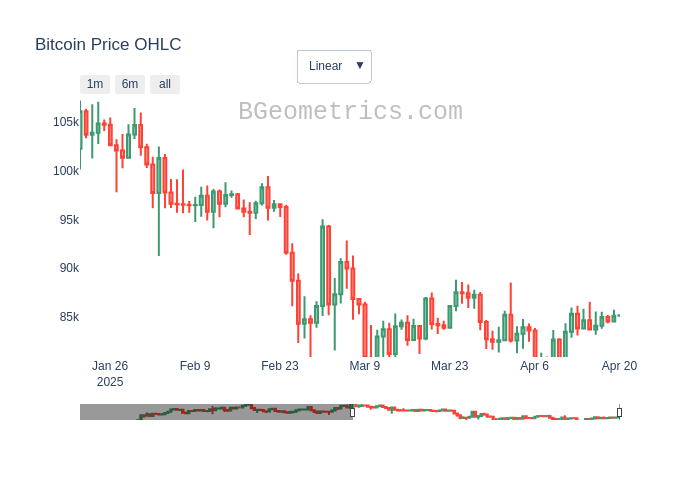 Bitcoin Price OHLC
Linear ▼
1m 6m all
BGeometrics.com
105k
100k
95k
90k
85k
Jan 26 Feb 9 Feb 23 Mar 9 Mar 23 Apr 6 Apr 20
2025